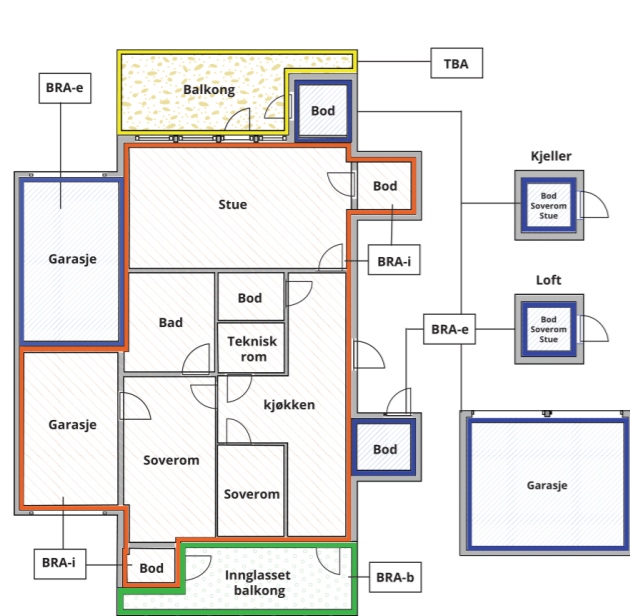 TBA
BRA-e
Balkong
Bod
Kjeller
Bod
Bod
Soverom
Stue
Stue
BRA-i
Garasje
Loft
Bod
Bad
Bod
Soverom
Stue
BRA-e
Teknisk
rom
kjøkken
Garasje
Bod
Soverom
Garasje
Soverom
BRA-i
Bod
Innglasset
balkong
BRA-b